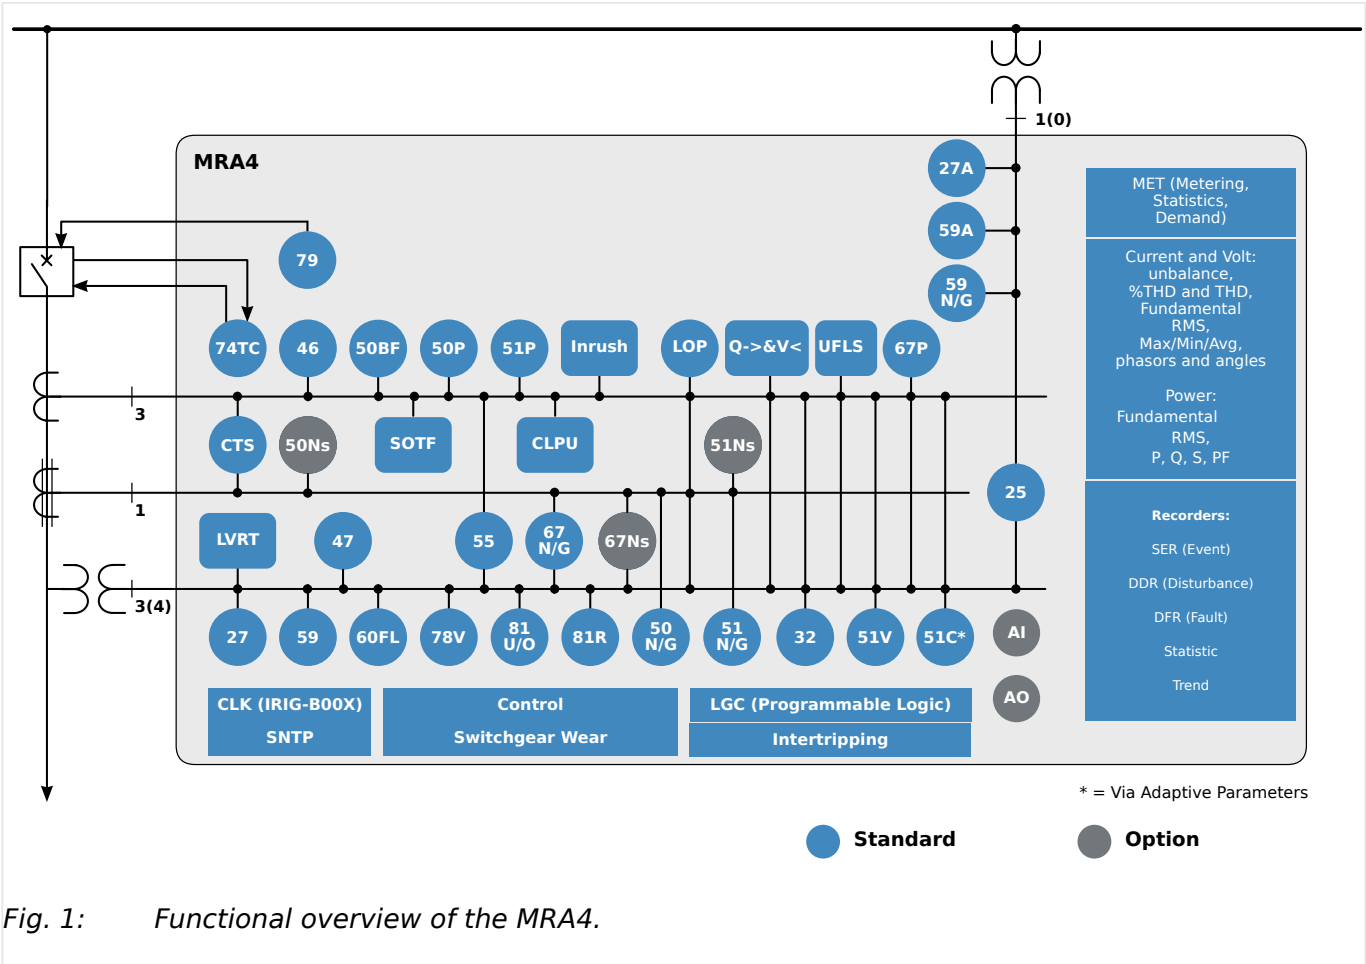 1(0)
MRA4
27A
59A
59
N/G
79
74TC
46
50BF
50P
51P
Inrush
LOP
Q->&V<
UFLS
67P
3
CTS
50Ns
SOTF
CLPU
51Ns
1
25
LVRT
47
55
67
N/G
67Ns
3(4)
27
59
60FL
78V
81
U/O
81R
50
N/G
51
N/G
32
51V
51C*
AI
AO
CLK (IRIG-B00X)
SNTP
Control
Switchgear Wear
LGC (Programmable Logic)
Intertripping
MET (Metering,
Statistics,
Demand)
Current and Volt:
unbalance,
%THD and THD,
Fundamental
RMS,
Max/Min/Avg,
phasors and angles
Power:
Fundamental
RMS,
P, Q, S, PF
Recorders:
SER (Event)
DDR (Disturbance)
DFR (Fault)
Statistic
Trend
* = Via Adaptive Parameters
Standard
Option
Fig. 1: Functional overview of the MRA4.